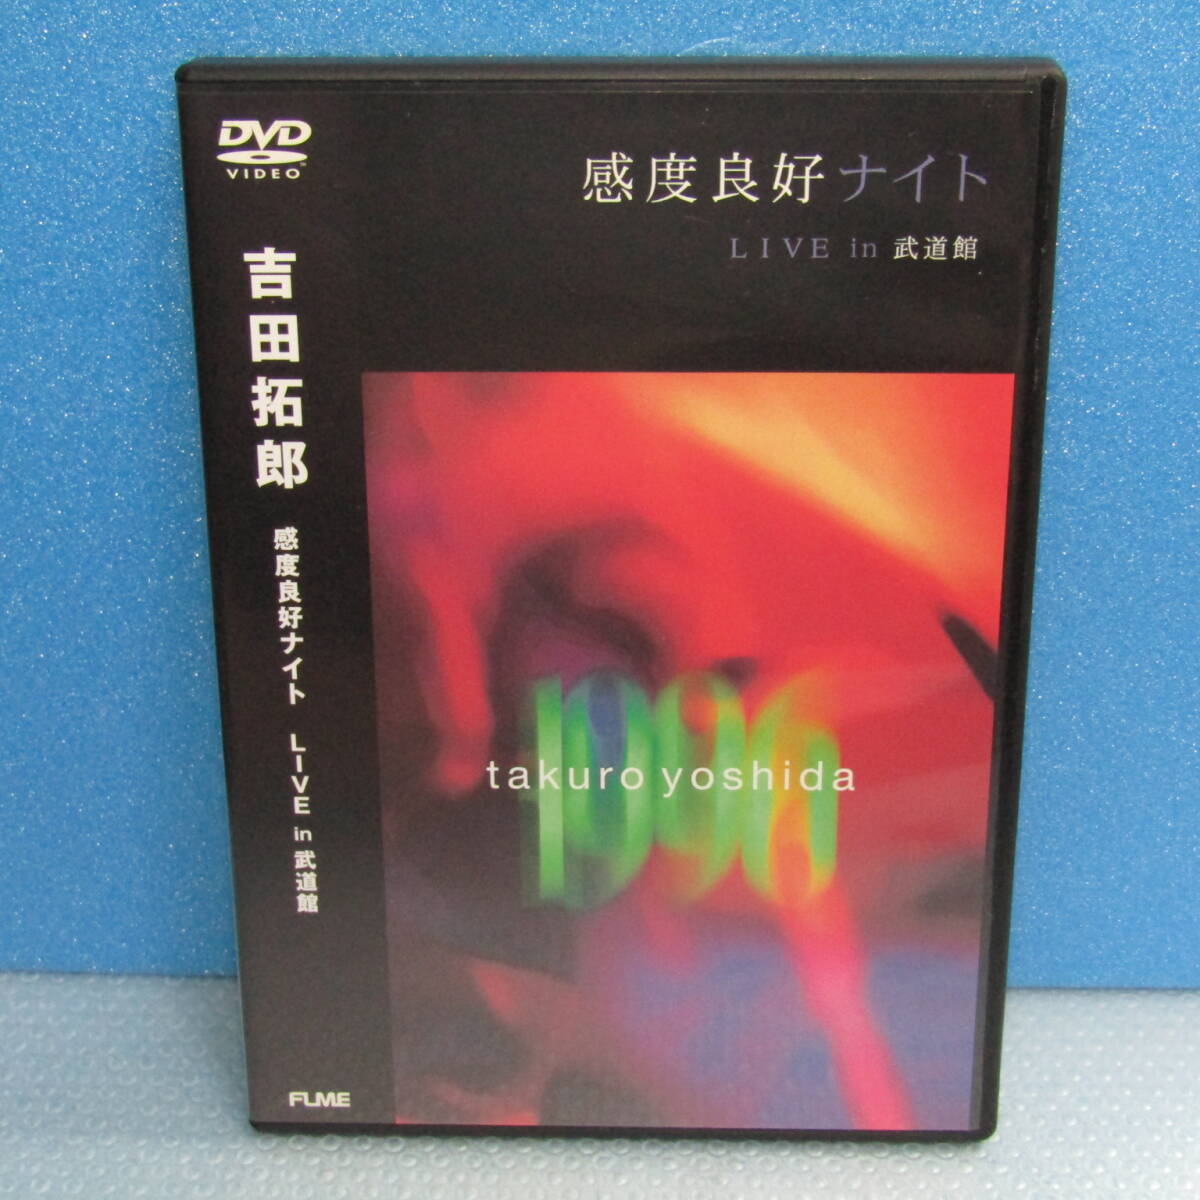 DVD
VIDEO™
吉田拓郎
感度良好ナイト LIVE in 武道館
FLME
感度良好ナイト
LIVE in 武道館
1996
takuro yoshida